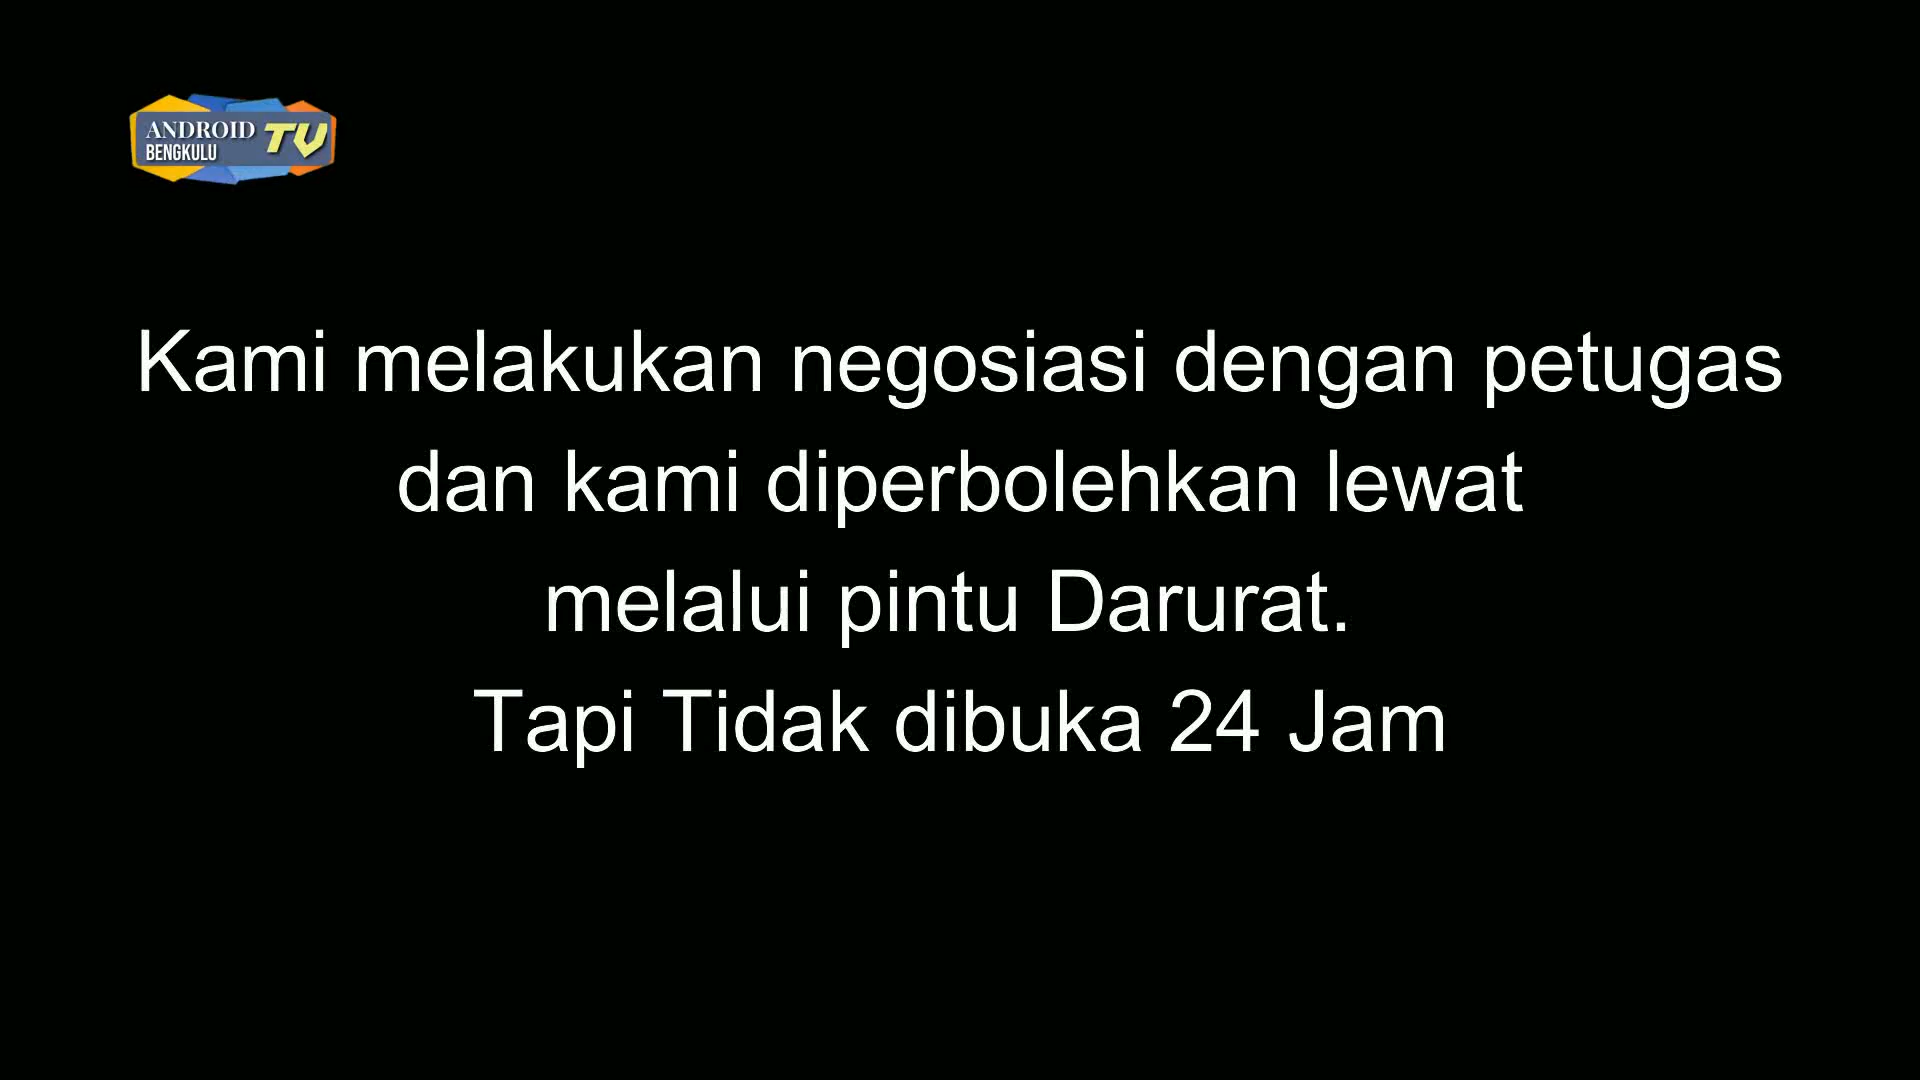 ANDROID TV
BENGKULU
Kami melakukan negosiasi dengan petugas
dan kami diperbolehkan lewat
melalui pintu Darurat.
Tapi Tidak dibuka 24 Jam